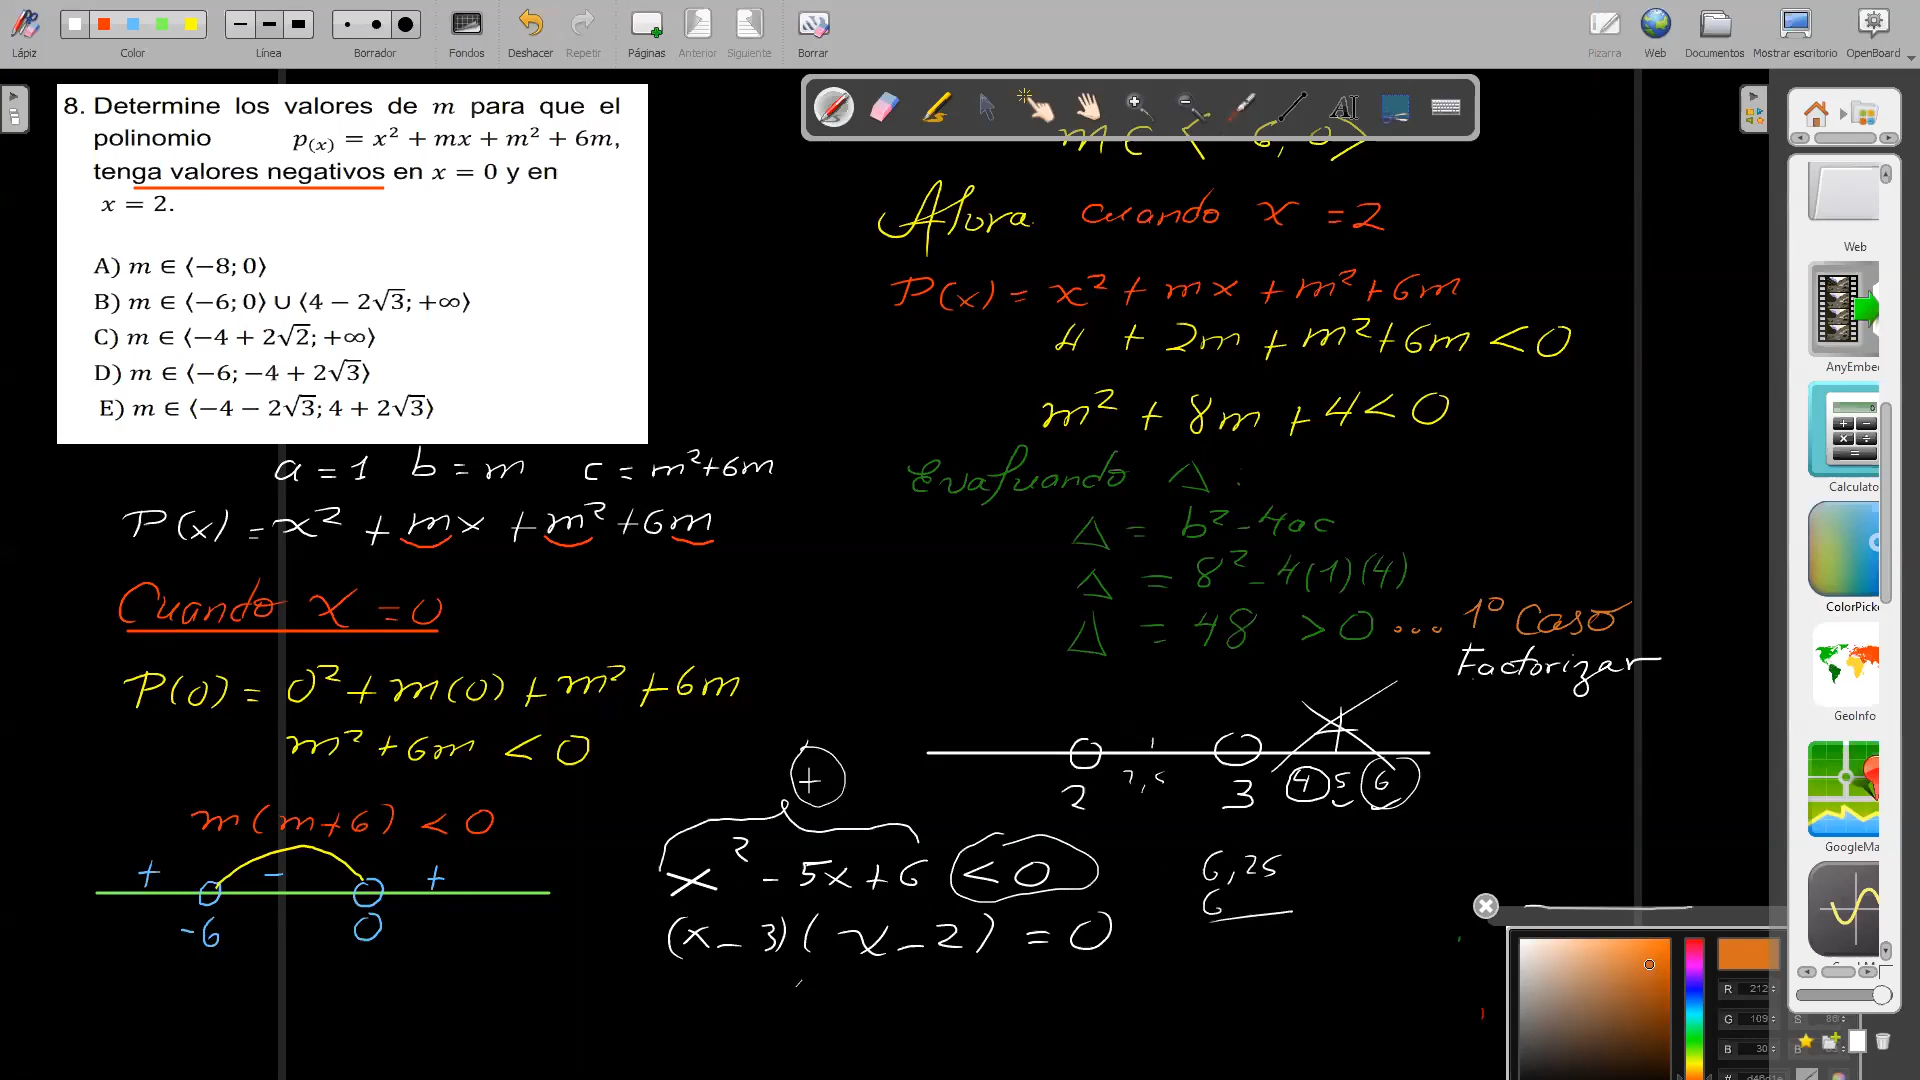 Lápiz
Color
Línea
Borrador
Fondos
Deshacer
Repetir
Páginas
Anterior
Siguiente
Borrar
Pizarra
Web
Documentos
Mostrar escritorio
OpenBoard
8. Determine los valores de m para que el
polinomio p(x) = x² + mx + m² + 6m,
tenga valores negativos en x = 0 y en
x = 2.
A) m ∈ ⟨−8; 0⟩
B) m ∈ ⟨−6; 0⟩ ∪ ⟨4 − 2√3; +∞⟩
C) m ∈ ⟨−4 + 2√2; +∞⟩
D) m ∈ ⟨−6; −4 + 2√3⟩
E) m ∈ ⟨−4 − 2√3; 4 + 2√3⟩
a = 1 b = m c = m²+6m
P(x) = x² + mx + m² + 6m
Cuando x = 0
P(0) = 0² + m(0) + m² + 6m
m² + 6m < 0
m(m+6) < 0
+ − +
-6 0
Ahora cuando x = 2
P(x) = x² + mx + m² + 6m
4 + 2m + m² + 6m < 0
m² + 8m + 4 < 0
Evaluando Δ :
Δ = b² - 4ac
Δ = 8² - 4(1)(4)
Δ = 48 > 0 ... 1° Caso
Factorizar
+
2 3 4 5 6
x² - 5x + 6 < 0
(x - 3)(x - 2) = 0
6,25
6
Web
AnyEmbe
Calculato
ColorPicke
GeoInfo
GoogleMa
R 212
G 109
B 30
S 86